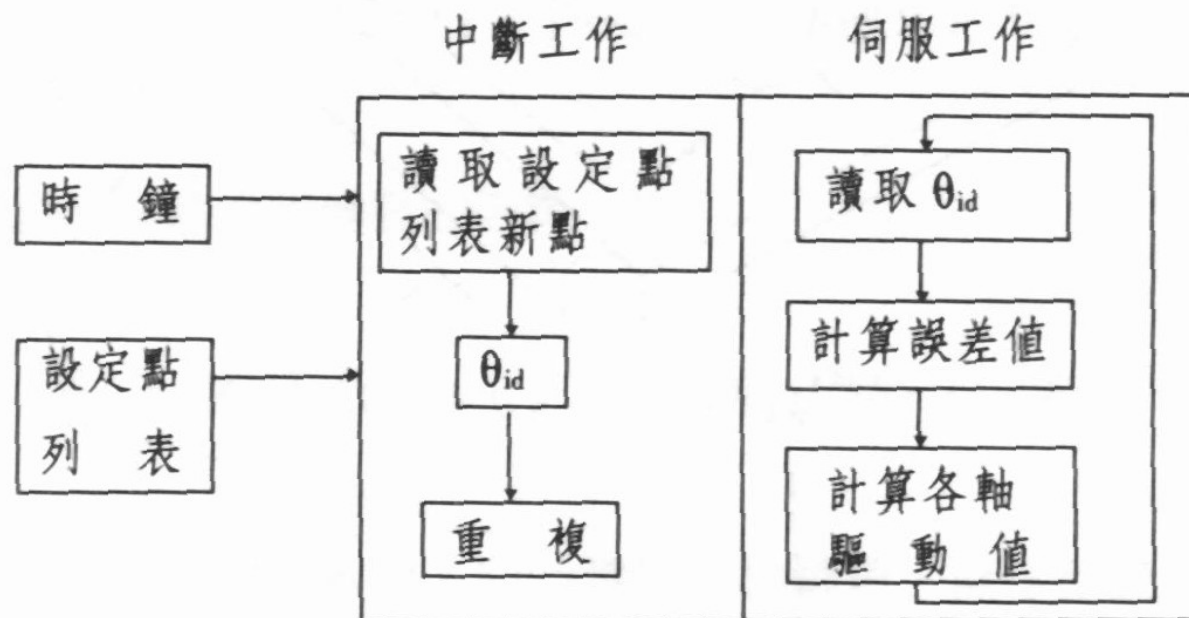 中斷工作
伺服工作
時 鐘
設定點
列 表
讀取設定點
列表新點
θid
重 複
讀取 θid
計算誤差值
計算各軸
驅 動 值